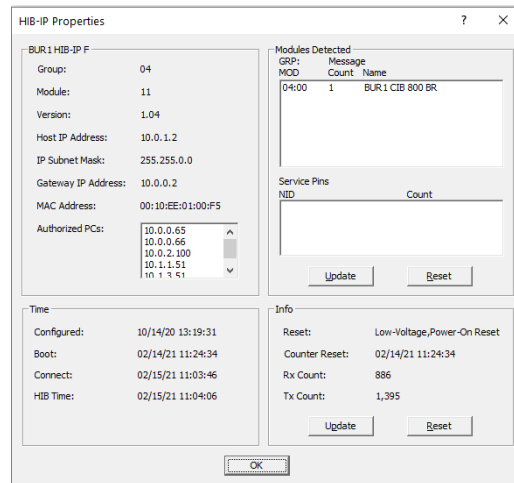 HIB-IP Properties
BUR1 HIB-IP F
Group: 04
Module: 11
Version: 1.04
Host IP Address: 10.0.1.2
IP Subnet Mask: 255.255.0.0
Gateway IP Address: 10.0.0.2
MAC Address: 00:10:EE:01:00:F5
Authorized PCs:
10.0.0.65
10.0.0.66
10.0.2.100
10.1.1.51
10.1.3.51
Modules Detected
GRP: Message
MOD Count Name
04:00 1 BUR1 CIB 800 BR
Service Pins
NID Count
Update Reset
Time
Configured: 10/14/20 13:19:31
Boot: 02/14/21 11:24:34
Connect: 02/15/21 11:03:46
HIB Time: 02/15/21 11:04:06
Info
Reset: Low-Voltage,Power-On Reset
Counter Reset: 02/14/21 11:24:34
Rx Count: 886
Tx Count: 1,395
Update Reset
OK